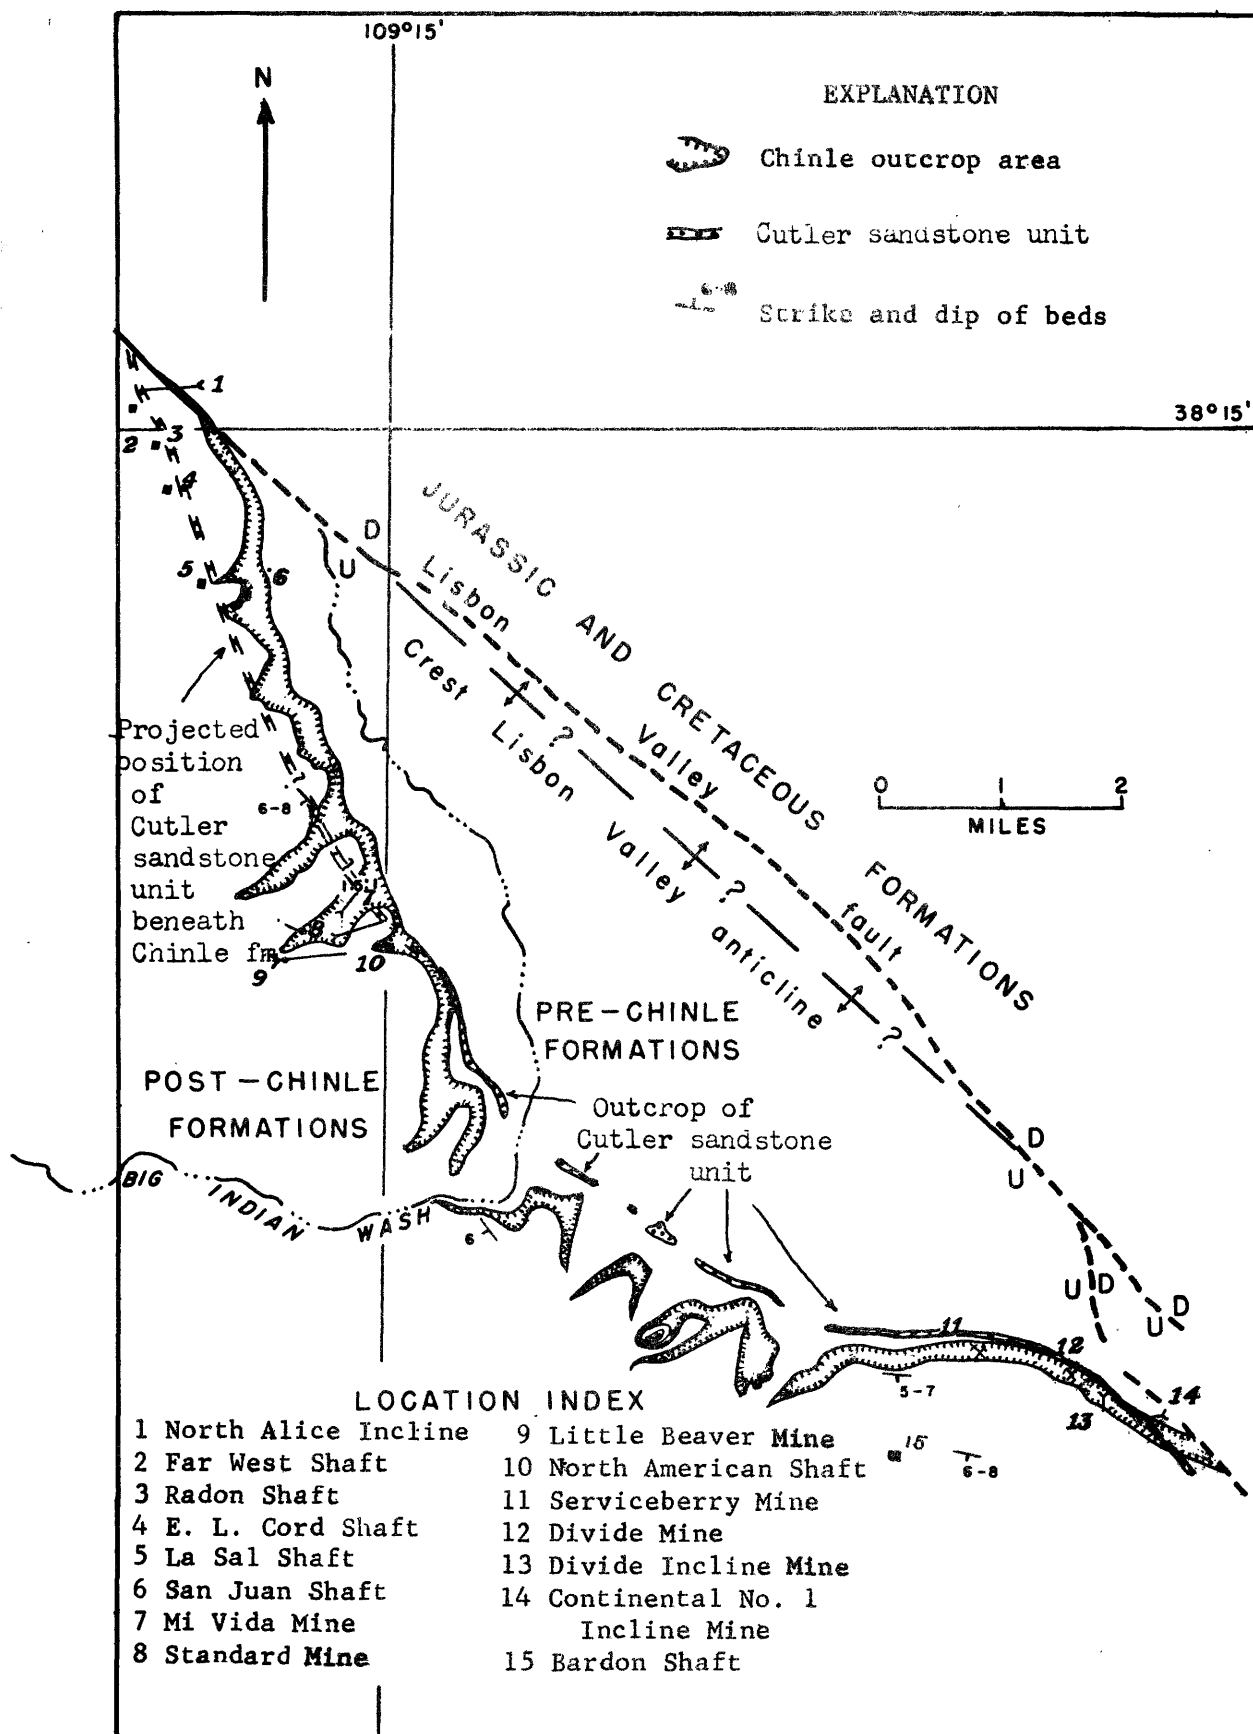 109°15'
N
EXPLANATION
Chinle outcrop area
Cutler sandstone unit
6-8
Strike and dip of beds
38°15'
1
2
3
4
5
6
D
U
JURASSIC AND CRETACEOUS FORMATIONS
Lisbon Valley fault
Crest Lisbon Valley anticline
?
?
?
Projected
position
of
Cutler
sandstone
unit
beneath
Chinle fm.
?
6-8
7
8
9
10
0 1 2
MILES
PRE-CHINLE
FORMATIONS
POST-CHINLE
FORMATIONS
Outcrop of
Cutler sandstone
unit
BIG INDIAN WASH
6
D
U
U D
U D
11
12
13
14
5-7
15
6-8
LOCATION INDEX
1 North Alice Incline
2 Far West Shaft
3 Radon Shaft
4 E. L. Cord Shaft
5 La Sal Shaft
6 San Juan Shaft
7 Mi Vida Mine
8 Standard Mine
9 Little Beaver Mine
10 North American Shaft
11 Serviceberry Mine
12 Divide Mine
13 Divide Incline Mine
14 Continental No. 1
Incline Mine
15 Bardon Shaft